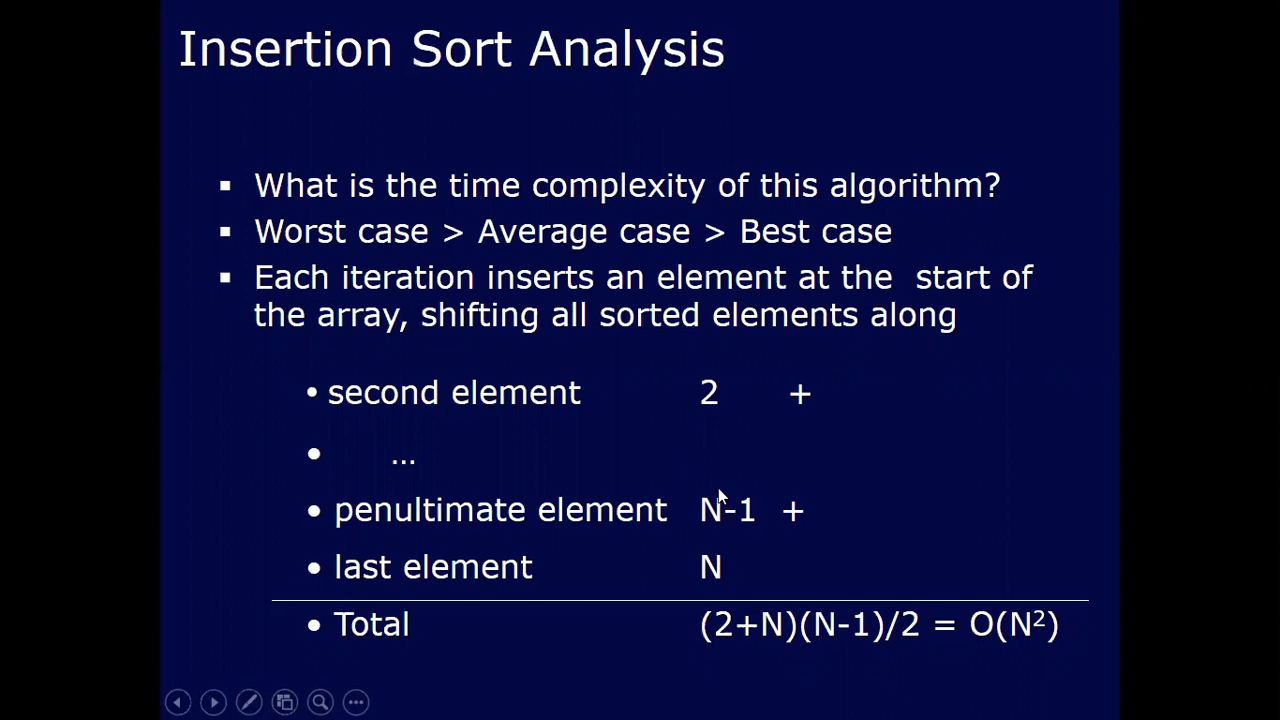 Insertion Sort Analysis
▪ What is the time complexity of this algorithm?
▪ Worst case > Average case > Best case
▪ Each iteration inserts an element at the start of
the array, shifting all sorted elements along
• second element 2 +
• ...
• penultimate element N-1 +
• last element N
• Total (2+N)(N-1)/2 = O(N²)